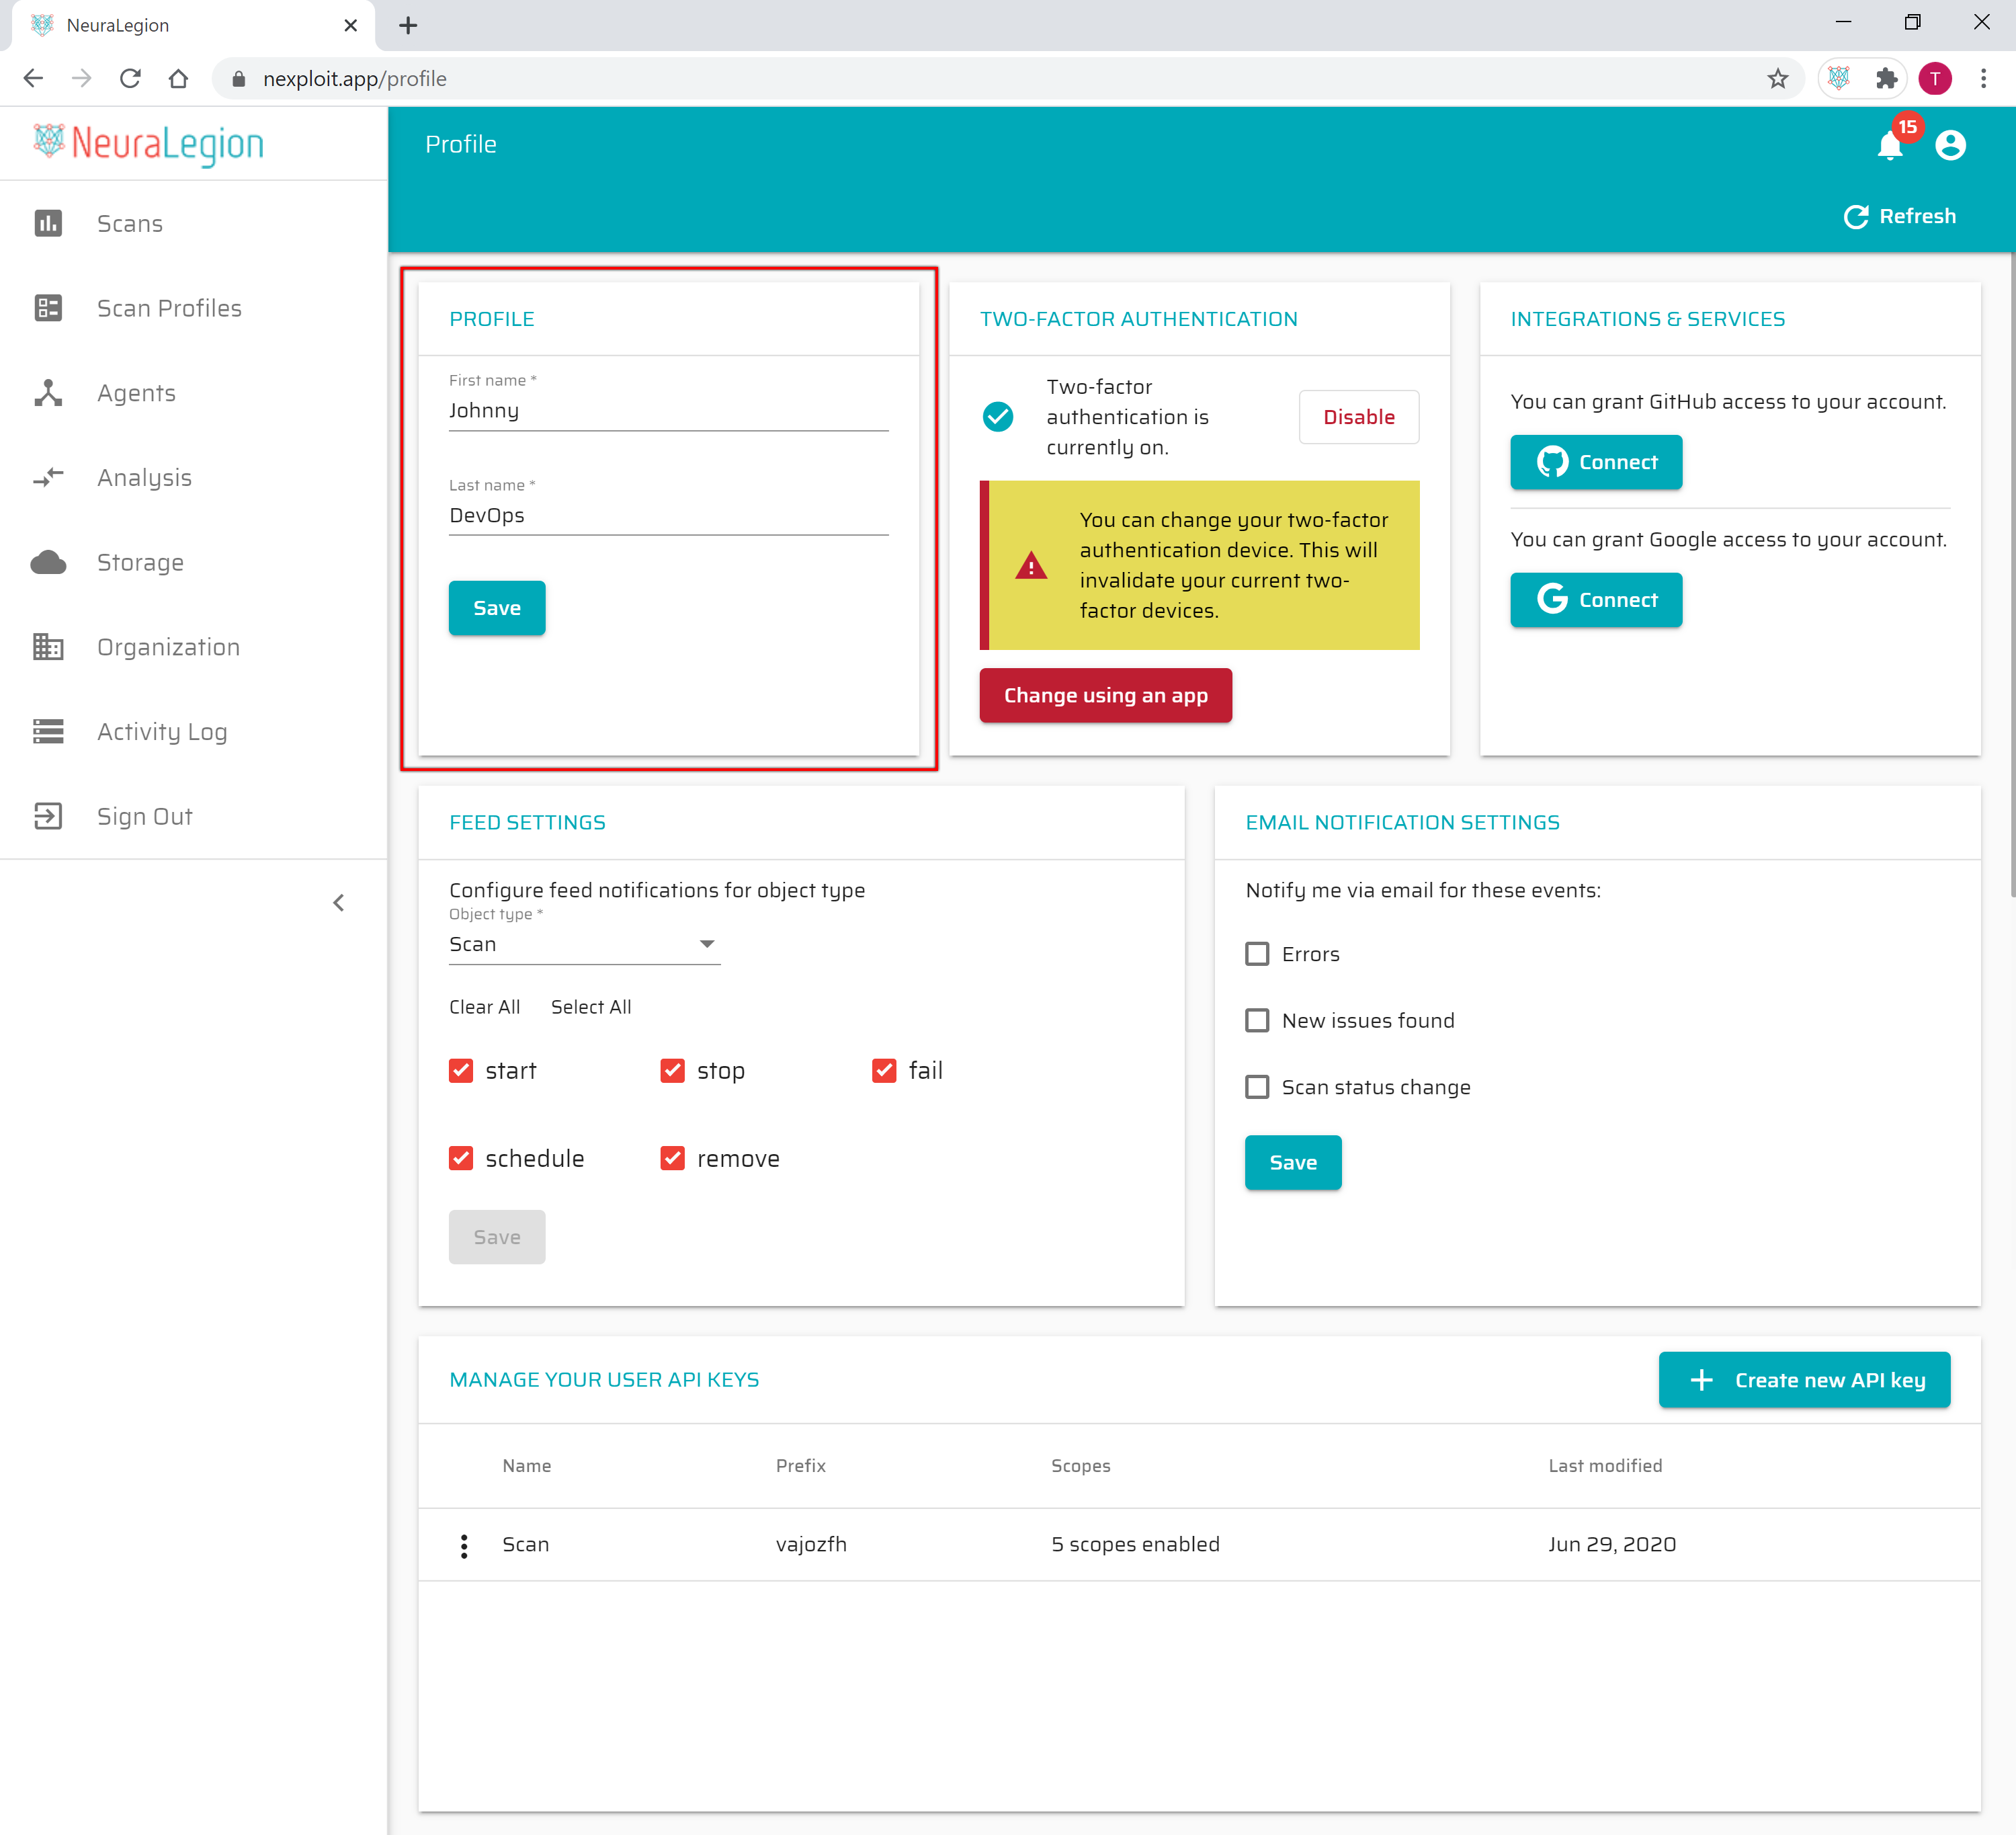 NeuraLegion
nexploit.app/profile
T
NeuraLegion
Profile
15
Refresh
Scans
Scan Profiles
Agents
Analysis
Storage
Organization
Activity Log
Sign Out
PROFILE
First name *
Johnny
Last name *
DevOps
Save
TWO-FACTOR AUTHENTICATION
Two-factor
authentication is
currently on.
Disable
You can change your two-factor
authentication device. This will
invalidate your current two-
factor devices.
Change using an app
INTEGRATIONS & SERVICES
You can grant GitHub access to your account.
Connect
You can grant Google access to your account.
G Connect
FEED SETTINGS
Configure feed notifications for object type
Object type *
Scan
Clear All Select All
start stop fail
schedule remove
Save
EMAIL NOTIFICATION SETTINGS
Notify me via email for these events:
Errors
New issues found
Scan status change
Save
MANAGE YOUR USER API KEYS
Create new API key
Name Prefix Scopes Last modified
Scan vajozfh 5 scopes enabled Jun 29, 2020